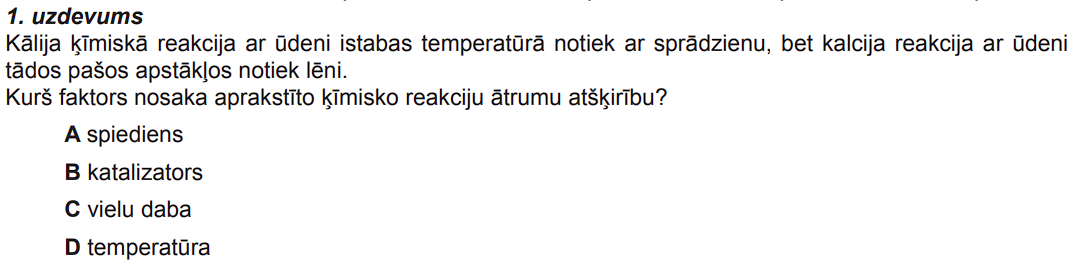 1. uzdevums
Kālija ķīmiskā reakcija ar ūdeni istabas temperatūrā notiek ar sprādzienu, bet kalcija reakcija ar ūdeni
tādos pašos apstākļos notiek lēni.
Kurš faktors nosaka aprakstīto ķīmisko reakciju ātrumu atšķirību?
A spiediens
B katalizators
C vielu daba
D temperatūra